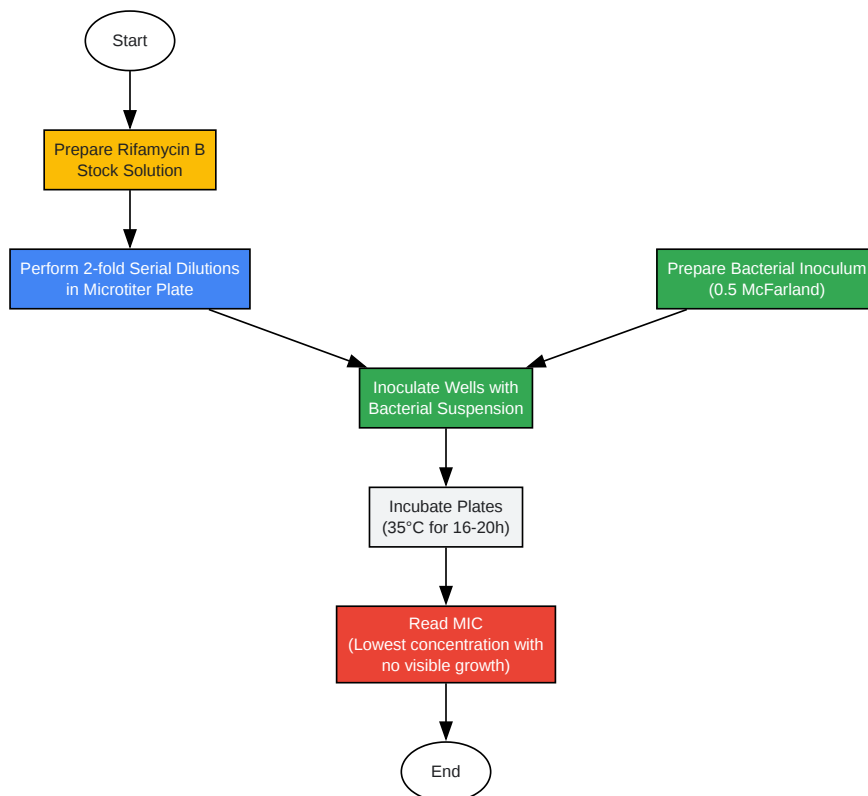 Start
Prepare Rifamycin B
Stock Solution
Perform 2-fold Serial Dilutions
in Microtiter Plate
Prepare Bacterial Inoculum
(0.5 McFarland)
Inoculate Wells with
Bacterial Suspension
Incubate Plates
(35°C for 16-20h)
Read MIC
(Lowest concentration with
no visible growth)
End